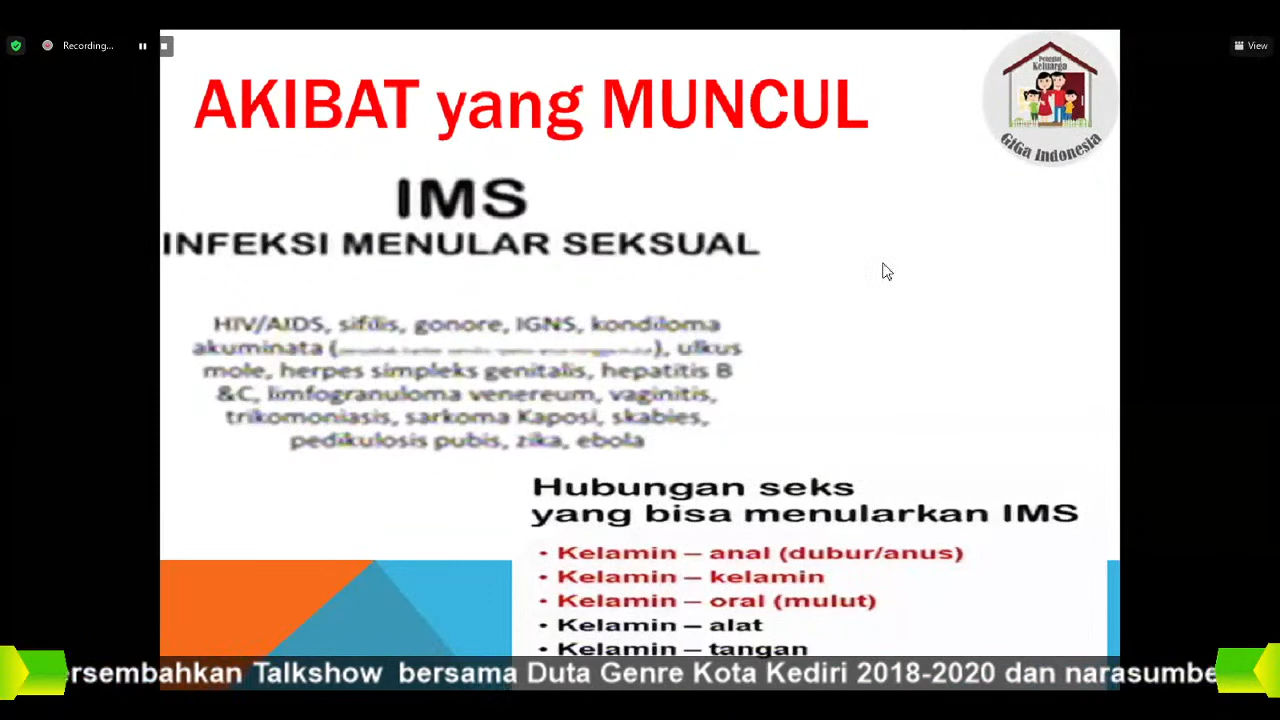 Recording...
View
AKIBAT yang MUNCUL
Penggiat
Keluarga
GiGa Indonesia
IMS
INFEKSI MENULAR SEKSUAL
HIV/AIDS, sifilis, gonore, IGNS, kondiloma
akuminata ( ), ulkus
mole, herpes simpleks genitalis, hepatitis B
&C, limfogranuloma venereum, vaginitis,
trikomoniasis, sarkoma Kaposi, skabies,
pedikulosis pubis, zika, ebola
Hubungan seks
yang bisa menularkan IMS
• Kelamin – anal (dubur/anus)
• Kelamin – kelamin
• Kelamin – oral (mulut)
• Kelamin – alat
• Kelamin – tangan
ersembahkan Talkshow bersama Duta Genre Kota Kediri 2018-2020 dan narasumbe